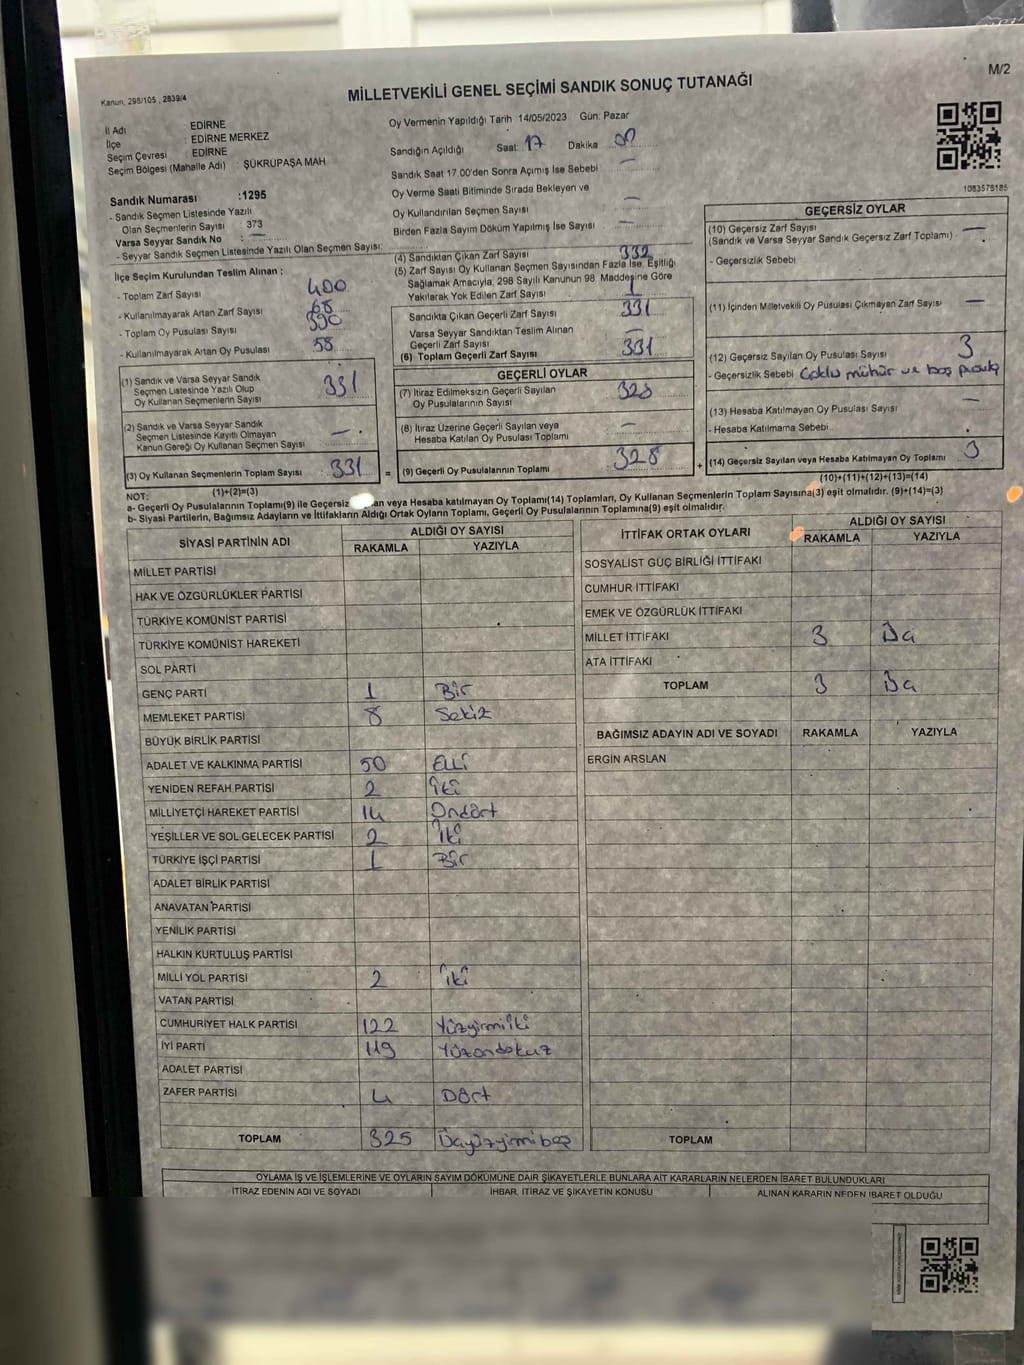 M/2
Kanun, 298/105 , 2839/4
MİLLETVEKİLİ GENEL SEÇİMİ SANDIK SONUÇ TUTANAĞI
İl Adı : EDİRNE
İlçe : EDİRNE MERKEZ
Seçim Çevresi : EDİRNE
Seçim Bölgesi (Mahalle Adı) : ŞÜKRUPAŞA MAH
Oy Vermenin Yapıldığı Tarih 14/05/2023 Gün: Pazar
Sandığın Açıldığı Saat: 17 Dakika 00
Sandık Saat 17.00'den Sonra Açımış İse Sebebi —
Oy Verme Saati Bitiminde Sırada Bekleyen ve
Oy Kullandırılan Seçmen Sayısı —
Birden Fazla Sayım Döküm Yapılmış İse Sayısı —
1083579185
Sandık Numarası :1295
- Sandık Seçmen Listesinde Yazılı
Olan Seçmenlerin Sayısı : 373
Varsa Seyyar Sandık No : —
- Seyyar Sandık Seçmen Listesinde Yazılı Olan Seçmen Sayısı:
İlçe Seçim Kurulundan Teslim Alınan :
- Toplam Zarf Sayısı 400
- Kullanılmayarak Artan Zarf Sayısı 68
- Toplam Oy Pusulası Sayısı 390
- Kullanılmayarak Artan Oy Pusulası 58
(4) Sandıktan Çıkan Zarf Sayısı 332
(5) Zarf Sayısı Oy Kullanan Seçmen Sayısından Fazla İse, Eşitliği
Sağlamak Amacıyla, 298 Sayılı Kanunun 98. Maddesine Göre
Yakılarak Yok Edilen Zarf Sayısı 1
Sandıkta Çıkan Geçerli Zarf Sayısı 331
Varsa Seyyar Sandıktan Teslim Alınan
Geçerli Zarf Sayısı —
(6) Toplam Geçerli Zarf Sayısı 331
GEÇERSİZ OYLAR
(10) Geçersiz Zarf Sayısı
(Sandık ve Varsa Seyyar Sandık Geçersiz Zarf Toplamı) —
- Geçersizlik Sebebi
(11) İçinden Milletvekili Oy Pusulası Çıkmayan Zarf Sayısı —
(12) Geçersiz Sayılan Oy Pusulası Sayısı 3
- Geçersizlik Sebebi Çoklu mühür ve boş pusula
(13) Hesaba Katılmayan Oy Pusulası Sayısı —
- Hesaba Katılmama Sebebi
(14) Geçersiz Sayılan veya Hesaba Katılmayan Oy Toplamı 3
(10)+(11)+(12)+(13)=(14)
(1) Sandık ve Varsa Seyyar Sandık
Seçmen Listesinde Yazılı Olup
Oy Kullanan Seçmenlerin Sayısı 331
(2) Sandık ve Varsa Seyyar Sandık
Seçmen Listesinde Kayıtlı Olmayan
Kanun Gereği Oy Kullanan Seçmen Sayısı —
(3) Oy Kullanan Seçmenlerin Toplam Sayısı 331
(1)+(2)=(3)
GEÇERLİ OYLAR
(7) İtiraz Edilmeksizin Geçerli Sayılan
Oy Pusulalarının Sayısı 328
(8) İtiraz Üzerine Geçerli Sayılan veya
Hesaba Katılan Oy Pusulası Toplamı —
= (9) Geçerli Oy Pusulalarının Toplamı 328 +
NOT:
a- Geçerli Oy Pusulalarının Toplamı(9) ile Geçersiz veya Hesaba katılmayan Oy Toplamı(14) Toplamları, Oy Kullanan Seçmenlerin Toplam Sayısına(3) eşit olmalıdır. (9)+(14)=(3)
b- Siyasi Partilerin, Bağımsız Adayların ve İttifakların Aldığı Ortak Oyların Toplamı, Geçerli Oy Pusulalarının Toplamına(9) eşit olmalıdır.
SİYASİ PARTİNİN ADI
ALDIĞI OY SAYISI
RAKAMLA YAZIYLA
MİLLET PARTİSİ
HAK VE ÖZGÜRLÜKLER PARTİSİ
TÜRKİYE KOMÜNİST PARTİSİ
TÜRKİYE KOMÜNİST HAREKETİ
SOL PARTİ
GENÇ PARTİ 1 Bir
MEMLEKET PARTİSİ 8 Sekiz
BÜYÜK BİRLİK PARTİSİ
ADALET VE KALKINMA PARTİSİ 50 Elli
YENİDEN REFAH PARTİSİ 2 İki
MİLLİYETÇİ HAREKET PARTİSİ 14 Ondört
YEŞİLLER VE SOL GELECEK PARTİSİ 2 İki
TÜRKİYE İŞÇİ PARTİSİ 1 Bir
ADALET BİRLİK PARTİSİ
ANAVATAN PARTİSİ
YENİLİK PARTİSİ
HALKIN KURTULUŞ PARTİSİ
MİLLİ YOL PARTİSİ 2 İki
VATAN PARTİSİ
CUMHURİYET HALK PARTİSİ 122 Yüzyirmiiki
İYİ PARTİ 119 Yüzondokuz
ADALET PARTİSİ
ZAFER PARTİSİ 4 Dört
TOPLAM 325 Üçyüzyirmibeş
İTTİFAK ORTAK OYLARI
ALDIĞI OY SAYISI
RAKAMLA YAZIYLA
SOSYALİST GÜÇ BİRLİĞİ İTTİFAKI
CUMHUR İTTİFAKI
EMEK VE ÖZGÜRLÜK İTTİFAKI
MİLLET İTTİFAKI 3 Üç
ATA İTTİFAKI
TOPLAM 3 Üç
BAĞIMSIZ ADAYIN ADI VE SOYADI RAKAMLA YAZIYLA
ERGİN ARSLAN
TOPLAM
OYLAMA İŞ VE İŞLEMLERİNE VE OYLARIN SAYIM DÖKÜMÜNE DAİR ŞİKAYETLERLE BUNLARA AİT KARARLARIN NELERDEN İBARET BULUNDUKLARI
İTİRAZ EDENİN ADI VE SOYADI İHBAR, İTİRAZ VE ŞİKAYETİN KONUSU ALINAN KARARIN NEDEN İBARET OLDUĞU